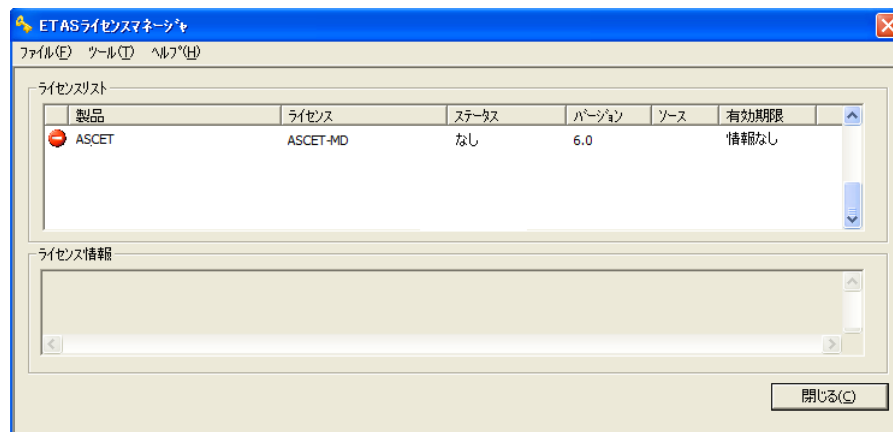 ETASライセンスマネージャ
ファイル(F) ツール(T) ヘルプ(H)
ライセンスリスト
製品 ライセンス ステータス バージョン ソース 有効期限
ASCET ASCET-MD なし 6.0 情報なし
ライセンス情報
閉じる(C)